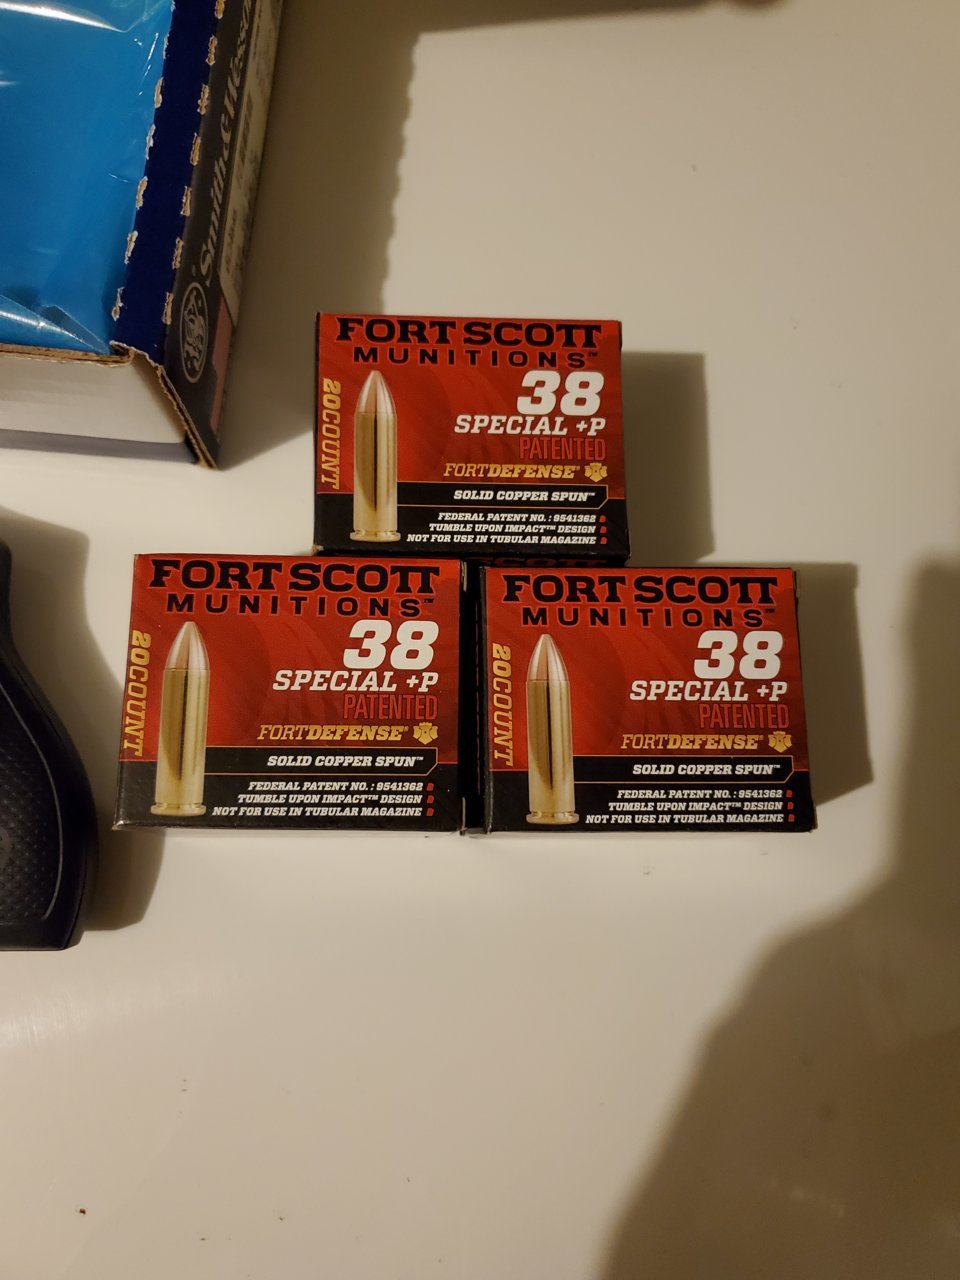 Smith & Wesson
FORT SCOTT
MUNITIONS™
20 COUNT
38
SPECIAL +P
PATENTED
FORTDEFENSE®
SOLID COPPER SPUN™
FEDERAL PATENT NO. : 9541362
TUMBLE UPON IMPACT™ DESIGN
NOT FOR USE IN TUBULAR MAGAZINE
FORT SCOTT
MUNITIONS™
20 COUNT
38
SPECIAL +P
PATENTED
FORTDEFENSE®
SOLID COPPER SPUN™
FEDERAL PATENT NO. : 9541362
TUMBLE UPON IMPACT™ DESIGN
NOT FOR USE IN TUBULAR MAGAZINE
FORT SCOTT
MUNITIONS™
20 COUNT
38
SPECIAL +P
PATENTED
FORTDEFENSE®
SOLID COPPER SPUN™
FEDERAL PATENT NO. : 9541362
TUMBLE UPON IMPACT™ DESIGN
NOT FOR USE IN TUBULAR MAGAZINE